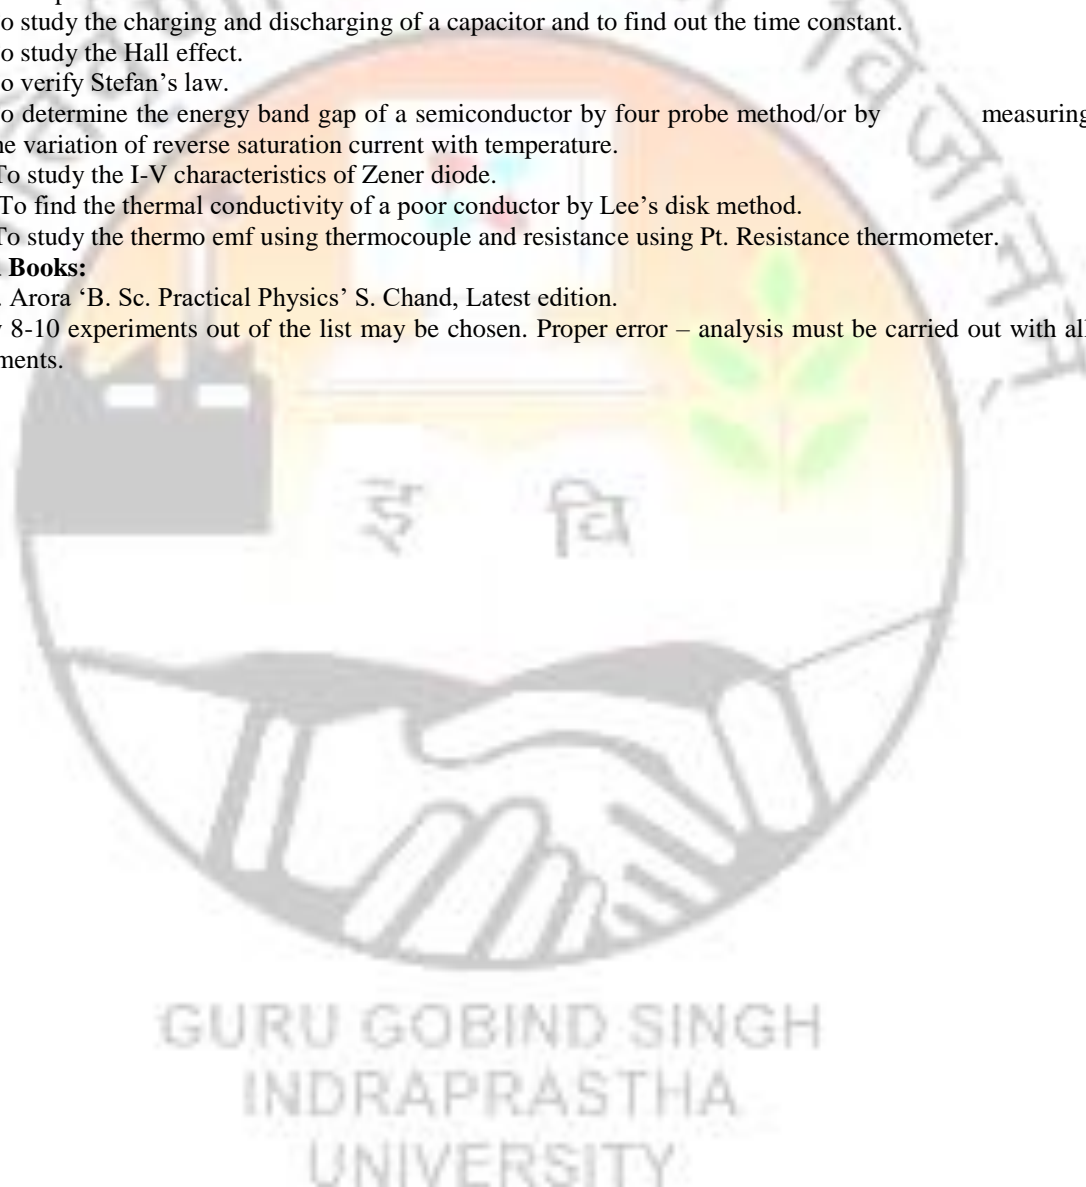 o study the charging and discharging of a capacitor and to find out the time constant.
o study the Hall effect.
o verify Stefan’s law.
o determine the energy band gap of a semiconductor by four probe method/or by measuring
ne variation of reverse saturation current with temperature.
To study the I-V characteristics of Zener diode.
To find the thermal conductivity of a poor conductor by Lee’s disk method.
To study the thermo emf using thermocouple and resistance using Pt. Resistance thermometer.
Books:
. Arora ‘B. Sc. Practical Physics’ S. Chand, Latest edition.
8-10 experiments out of the list may be chosen. Proper error – analysis must be carried out with all
ments.
GURU GOBIND SINGH
INDRAPRASTHA
UNIVERSITY